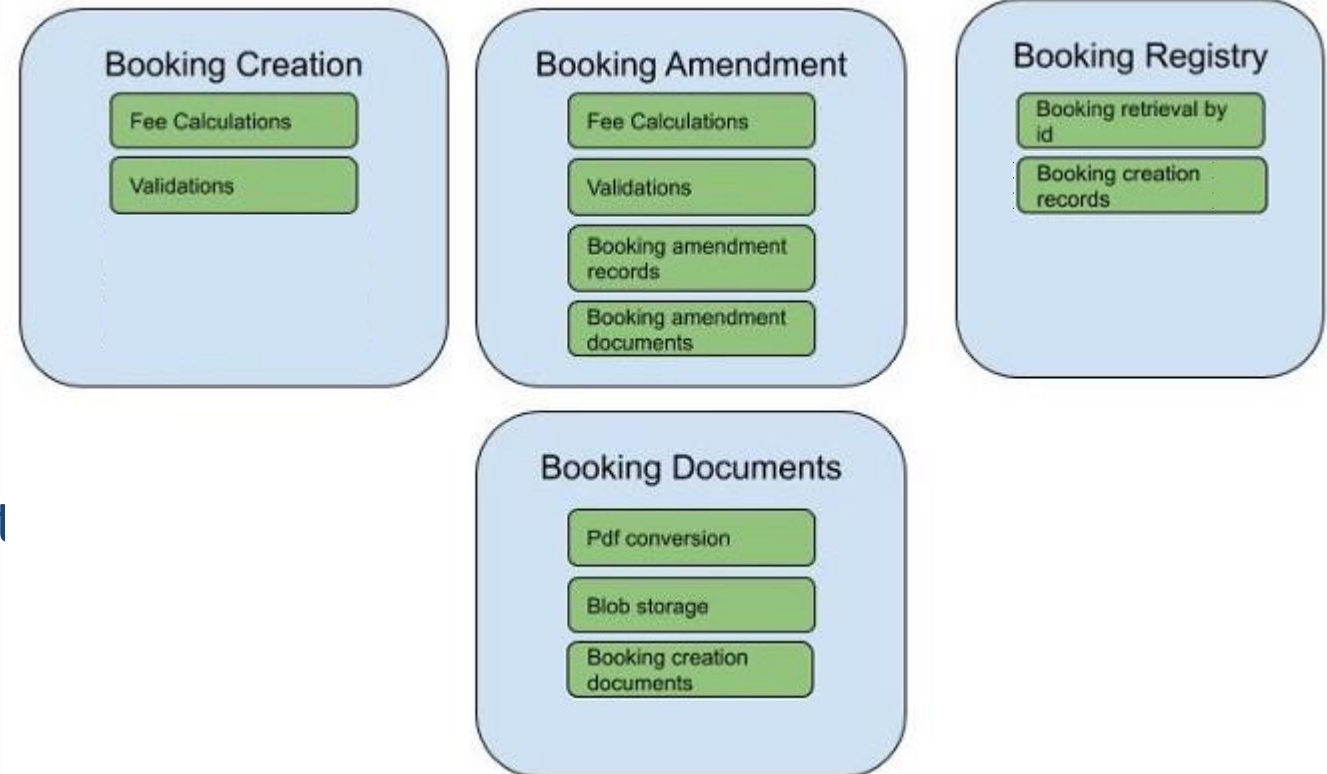 Booking Creation
Fee Calculations
Validations
Booking Amendment
Fee Calculations
Validations
Booking amendment
records
Booking amendment
documents
Booking Registry
Booking retrieval by
id
Booking creation
records
Booking Documents
Pdf conversion
Blob storage
Booking creation
documents